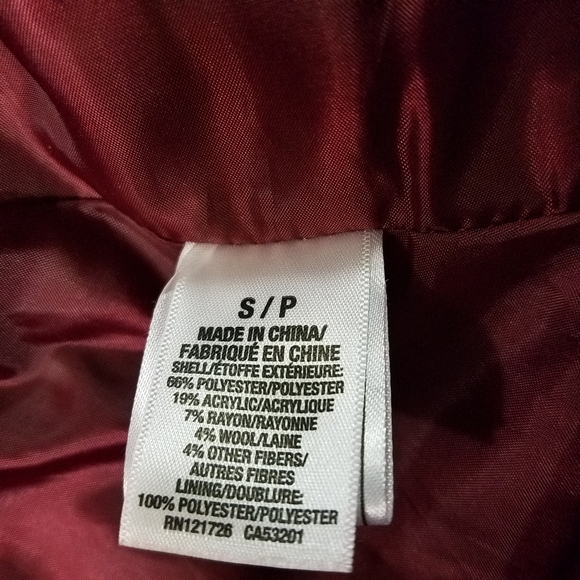 S / P
MADE IN CHINA/
FABRIQUÉ EN CHINE
SHELL/ÉTOFFE EXTÉRIEURE:
66% POLYESTER/POLYESTER
19% ACRYLIC/ACRYLIQUE
7% RAYON/RAYONNE
4% WOOL/LAINE
4% OTHER FIBERS/
AUTRES FIBRES
LINING/DOUBLURE:
100% POLYESTER/POLYESTER
RN121726 CA53201